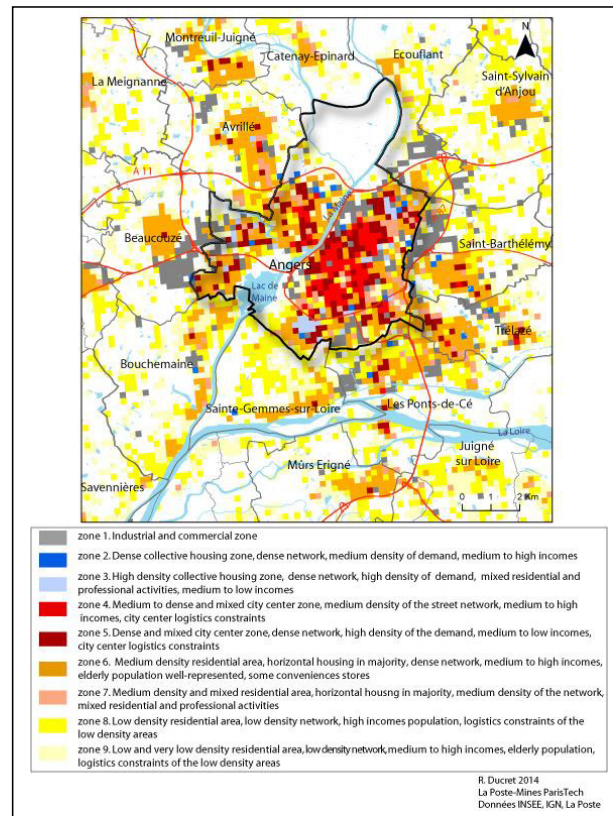 Montreuil-Juigné
N
Catenay-Epinard
Ecouflant
La Meignanne
Saint-Sylvain
d'Anjou
Avrillé
A 11
La Maine
Beaucouzé
Saint-Barthélémy
Angers
Lac de
Maine
Trélazé
Bouchemaine
Sainte-Gemmes-sur-Loire
Les Ponts-de-Cé
La Loire
Juigné
sur Loire
Mûrs Erigné
Savennières
0 1 2 Km
zone 1. Industrial and commercial zone
zone 2. Dense collective housing zone, dense network, medium density of demand, medium to high incomes
zone 3. High density collective housing zone, dense network, high density of demand, mixed residential and
professional activities, medium to low incomes
zone 4. Medium to dense and mixed city center zone, medium density of the street network, medium to high
incomes, city center logistics constraints
zone 5. Dense and mixed city center zone, dense network, high density of the demand, medium to low incomes,
city center logistics constraints
zone 6. Medium density residential area, horizontal housing in majority, dense network, medium to high incomes,
elderly population well-represented, some conveniences stores
zone 7. Medium density and mixed residential area, horizontal housng in majority, medium density of the network,
mixed residential and professional activities
zone 8. Low density residential area, low density network, high incomes population, logistics constraints of the
low density areas
zone 9. Low and very low density residential area, low density network, medium to high incomes, elderly population,
logistics constraints of the low density areas
R. Ducret 2014
La Poste-Mines ParisTech
Données INSEE, IGN, La Poste